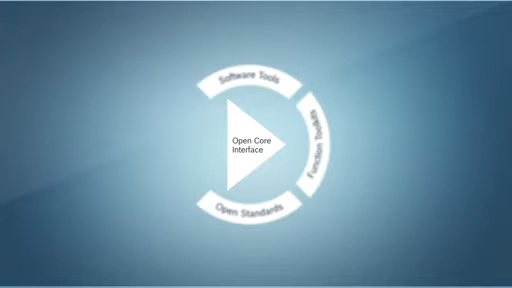 Software Tools
Function Toolkits
Open Core
Interface
Open Standards